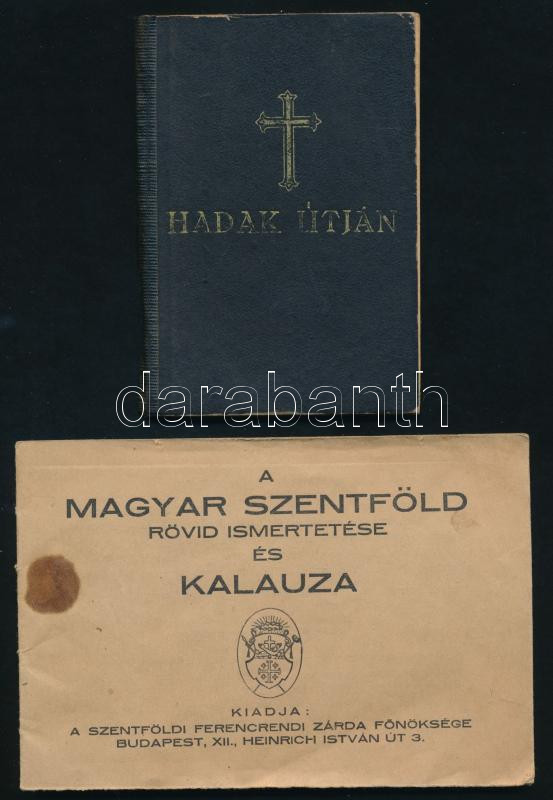 HADAK ÚTJÁN
darabanth
A
MAGYAR SZENTFÖLD
RÖVID ISMERTETÉSE
ÉS
KALAUZA
KIADJA:
A SZENTFÖLDI FERENCRENDI ZÁRDA FŐNÖKSÉGE
BUDAPEST, XII., HEINRICH ISTVÁN ÚT 3.